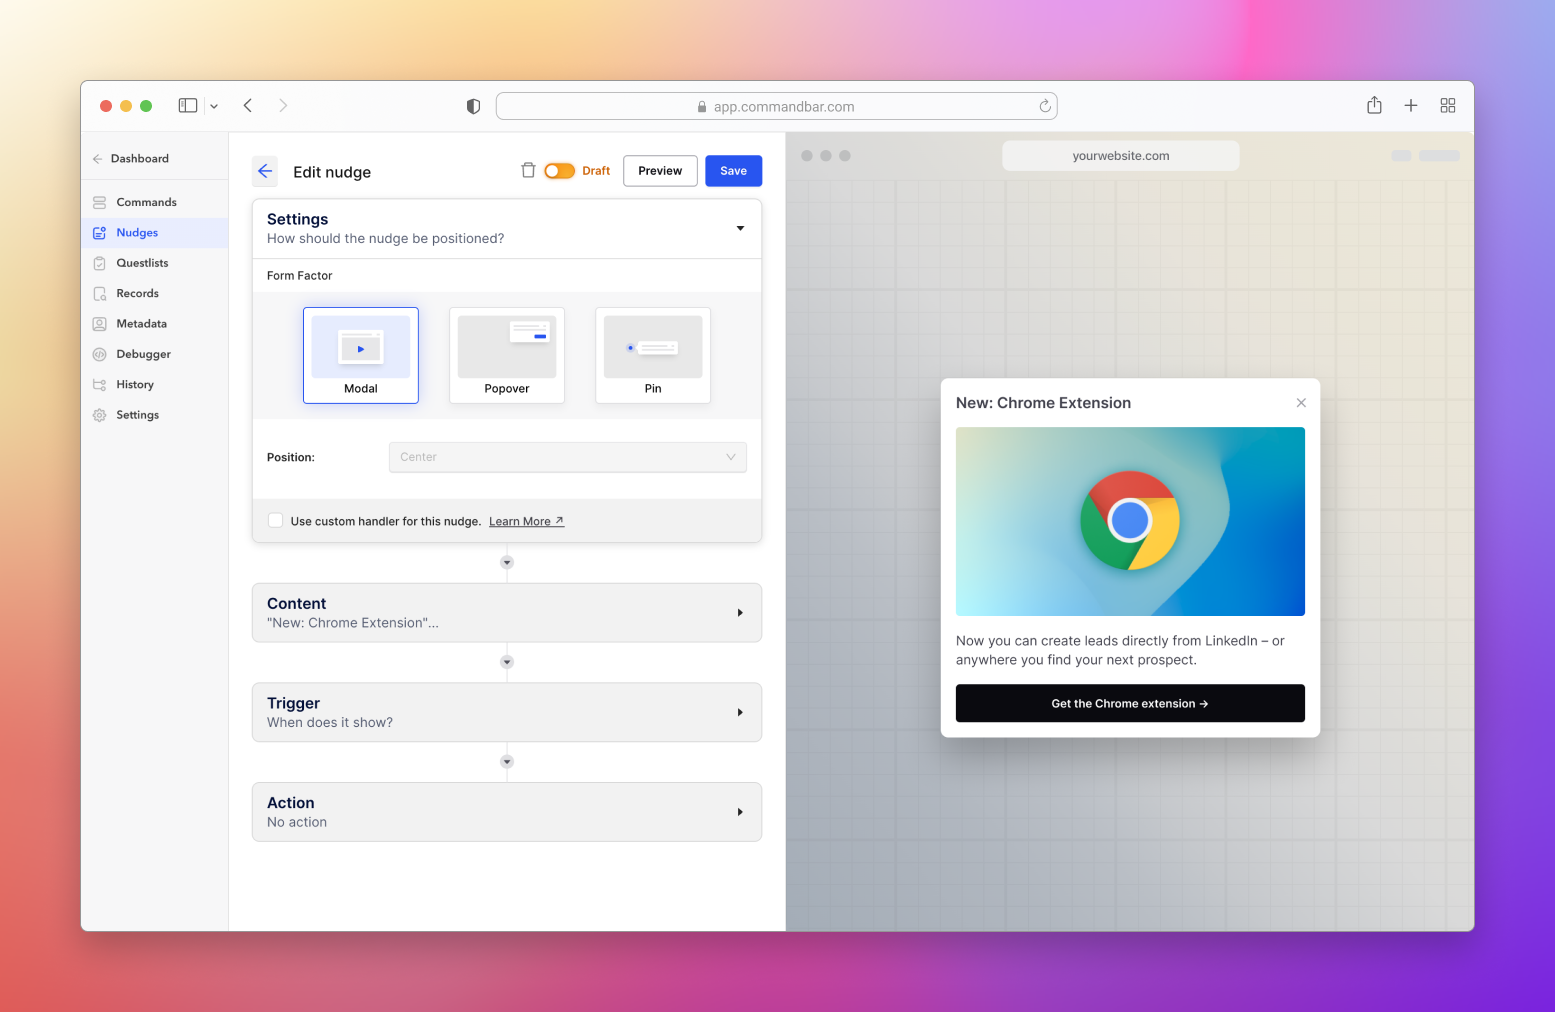 app.commandbar.com
Dashboard
Commands
Nudges
Questlists
Records
Metadata
Debugger
History
Settings
Edit nudge
Draft
Preview
Save
Settings
How should the nudge be positioned?
Form Factor
Modal
Popover
Pin
Position:
Center
Use custom handler for this nudge. Learn More ↗
Content
"New: Chrome Extension"...
Trigger
When does it show?
Action
No action
yourwebsite.com
New: Chrome Extension
Now you can create leads directly from LinkedIn – or
anywhere you find your next prospect.
Get the Chrome extension →